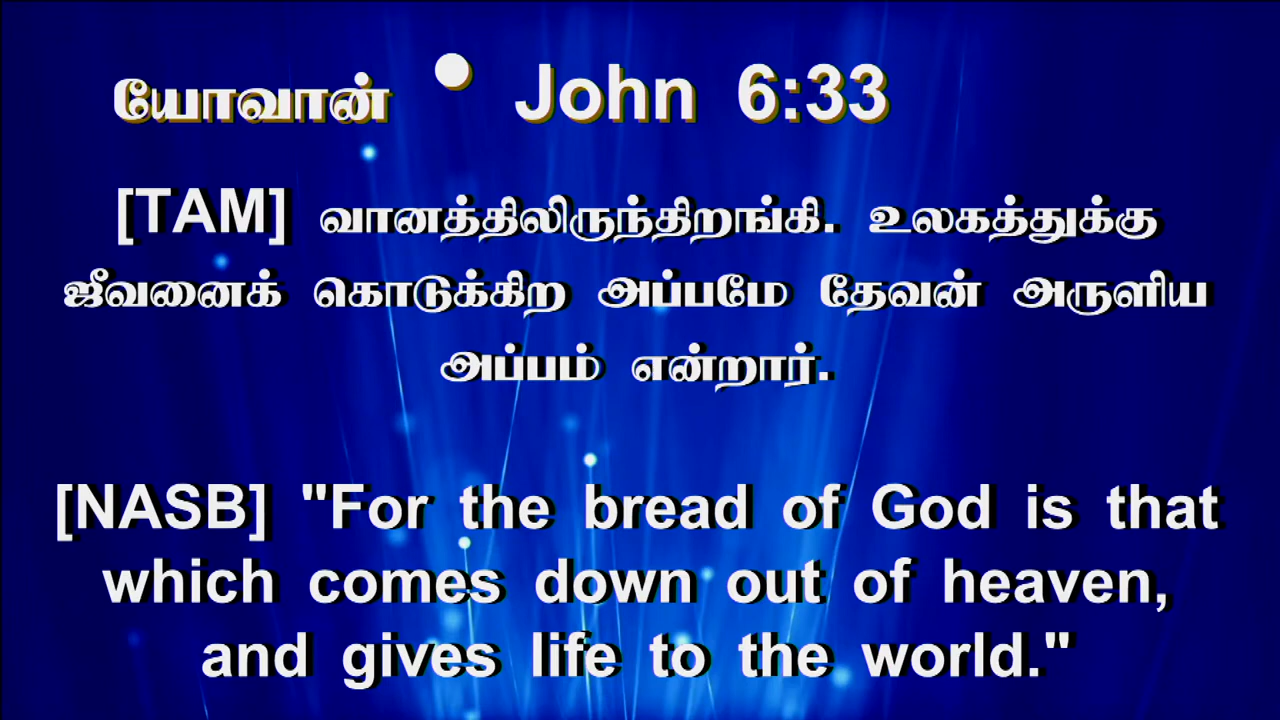 யோவான் • John 6:33
[TAM] வானத்திலிருந்திறங்கி. உலகத்துக்கு
ஜீவனைக் கொடுக்கிற அப்பமே தேவன் அருளிய
அப்பம் என்றார்.
[NASB] "For the bread of God is that
which comes down out of heaven,
and gives life to the world."